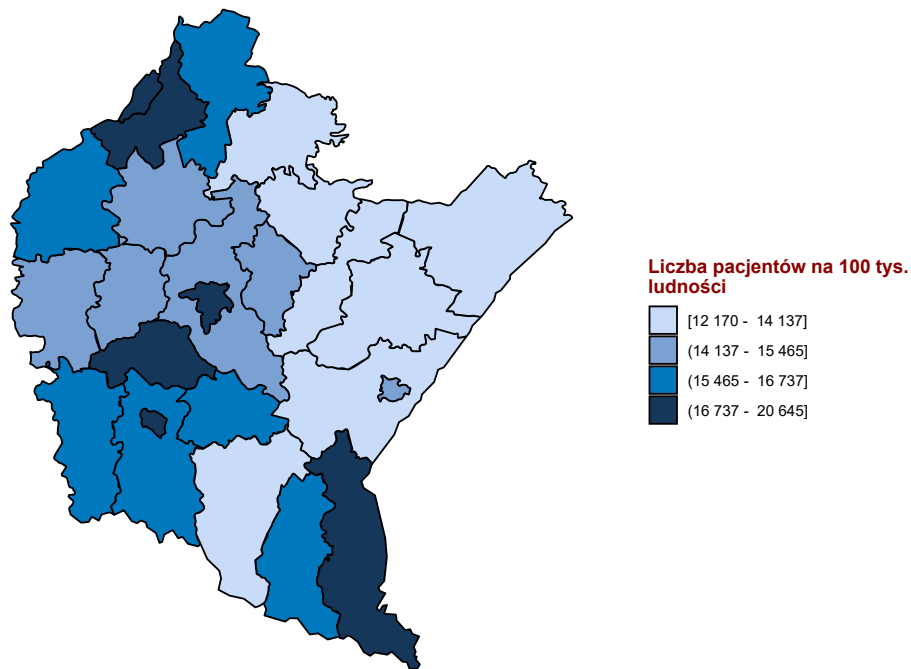 Liczba pacjentów na 100 tys.
ludności
[12 170 - 14 137]
(14 137 - 15 465]
(15 465 - 16 737]
(16 737 - 20 645]